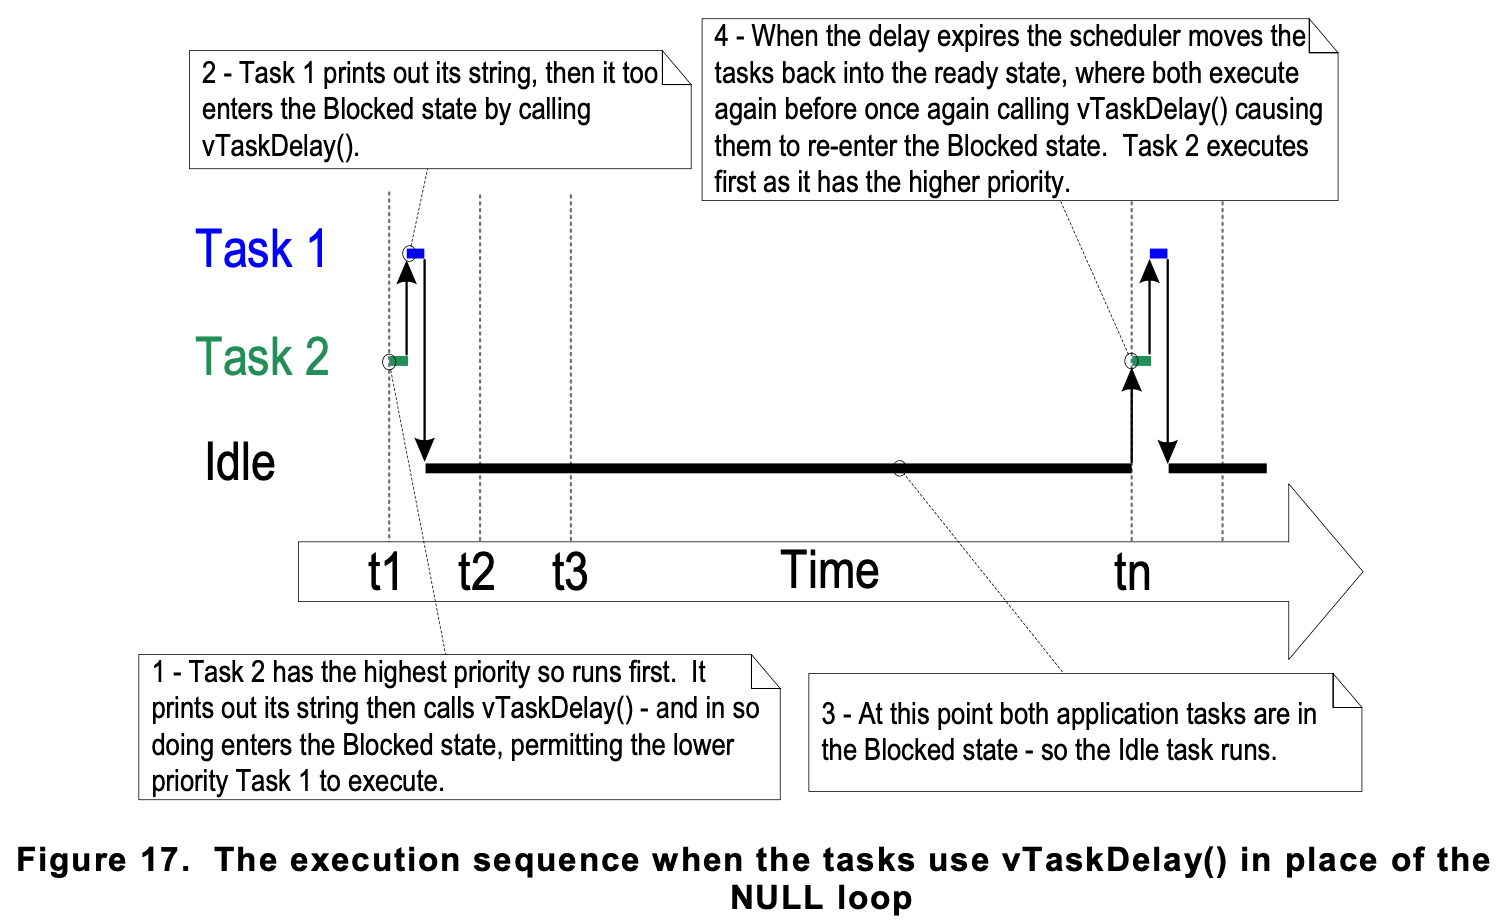 2 - Task 1 prints out its string, then it too
enters the Blocked state by calling
vTaskDelay().
4 - When the delay expires the scheduler moves the
tasks back into the ready state, where both execute
again before once again calling vTaskDelay() causing
them to re-enter the Blocked state.  Task 2 executes
first as it has the higher priority.
Task 1
Task 2
Idle
t1 t2 t3 Time tn
1 - Task 2 has the highest priority so runs first.  It
prints out its string then calls vTaskDelay() - and in so
doing enters the Blocked state, permitting the lower
priority Task 1 to execute.
3 - At this point both application tasks are in
the Blocked state - so the Idle task runs.
Figure 17.  The execution sequence when the tasks use vTaskDelay() in place of the
NULL loop